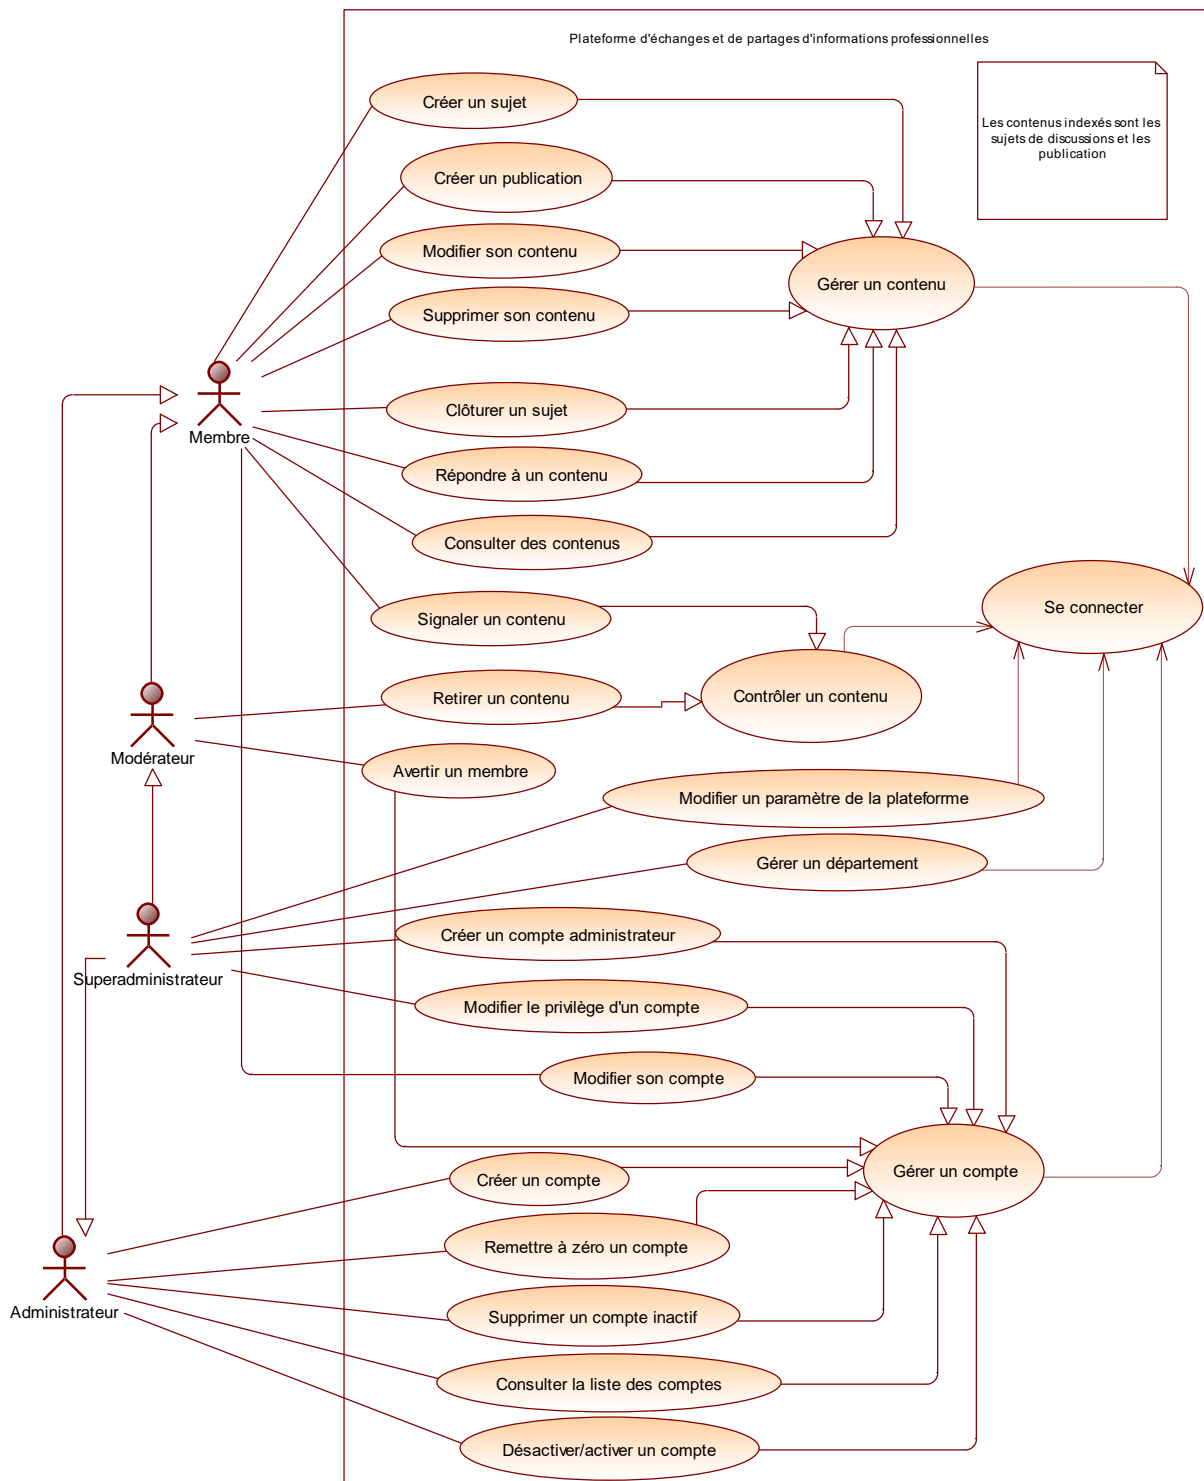 Plateforme d'échanges et de partages d'informations professionnelles
Les contenus indexés sont les
sujets de discussions et les
publication
Créer un sujet
Créer un publication
Modifier son contenu
Gérer un contenu
Supprimer son contenu
Clôturer un sujet
Membre
Répondre à un contenu
Consulter des contenus
Se connecter
Signaler un contenu
Contrôler un contenu
Retirer un contenu
Modérateur
Avertir un membre
Modifier un paramètre de la plateforme
Gérer un département
Créer un compte administrateur
Superadministrateur
Modifier le privilège d'un compte
Modifier son compte
Gérer un compte
Créer un compte
Remettre à zéro un compte
Administrateur
Supprimer un compte inactif
Consulter la liste des comptes
Désactiver/activer un compte